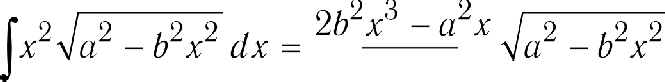 ∫x²√(a² − b²x²) dx = (2b²x³ − a²x)/ √(a² − b²x²)